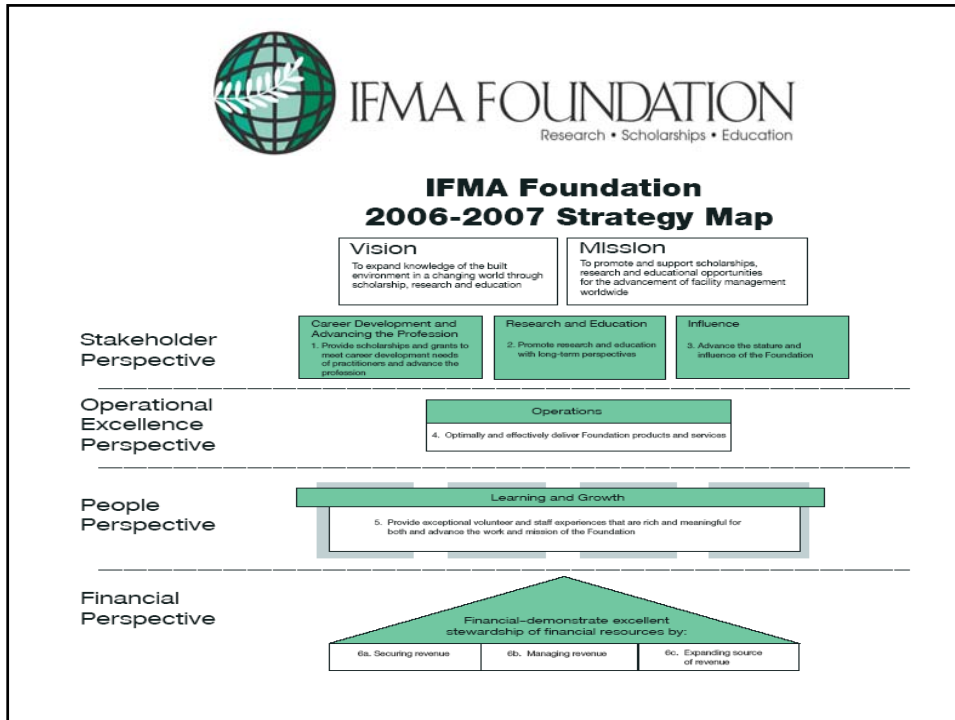 IFMA FOUNDATION
Research • Scholarships • Education
IFMA Foundation
2006-2007 Strategy Map
Vision
To expand knowledge of the built
environment in a changing world through
scholarship, research and education
Mission
To promote and support scholarships,
research and educational opportunities
for the advancement of facility management
worldwide
Stakeholder
Perspective
Career Development and
Advancing the Profession
1. Provide scholarships and grants to
meet career development needs
of practitioners and advance the
profession
Research and Education
2. Promote research and education
with long-term perspectives
Influence
3. Advance the stature and
influence of the Foundation
Operational
Excellence
Perspective
Operations
4. Optimally and effectively deliver Foundation products and services
People
Perspective
Learning and Growth
5. Provide exceptional volunteer and staff experiences that are rich and meaningful for
both and advance the work and mission of the Foundation
Financial
Perspective
Financial–demonstrate excellent
stewardship of financial resources by:
6a. Securing revenue
6b. Managing revenue
6c. Expanding source
of revenue